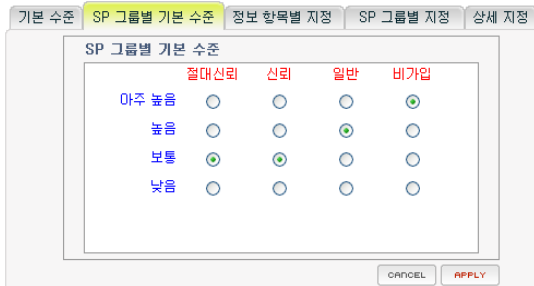 기본 수준 SP 그룹별 기본 수준 정보 항목별 지정 SP 그룹별 지정 상세 지정
SP 그룹별 기본 수준
절대신뢰 신뢰 일반 비가입
아주 높음
높음
보통
낮음
CANCEL APPLY